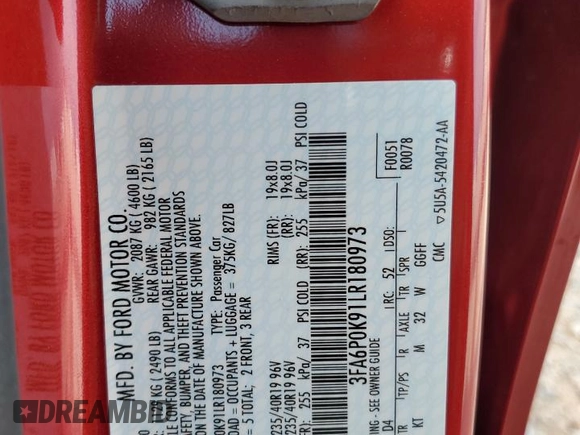 MFD. BY FORD MOTOR CO.
GVWR: 2087 KG (4600 LB)
REAR GAWR: 982 KG (2165 LB)
KG (2490 LB)
CONFORMS TO ALL APPLICABLE FEDERAL MOTOR
SAFETY, BUMPER, AND THEFT PREVENTION STANDARDS
ON THE DATE OF MANUFACTURE SHOWN ABOVE.
0K91LR180973 TYPE: Passenger Car
LOAD = OCCUPANTS + LUGGAGE = 375KG/ 827LB
= 5 TOTAL; 2 FRONT, 3 REAR
235/40R19 96V RIMS (FR): 19x8.0J
235/40R19 96V (RR): 19x8.0J
(FR): 255 kPa/ 37 PSI COLD (RR): 255 kPa/ 37 PSI COLD
3FA6P0K91LR180973
SEE OWNER GUIDE
F0051
R0078
RC: 52 DSO:
TP/PS R AXLE TR SPR
KT M 32 W GGFF
CMC ▽ 5U5A-5420472-AA
DREAMBID.COM